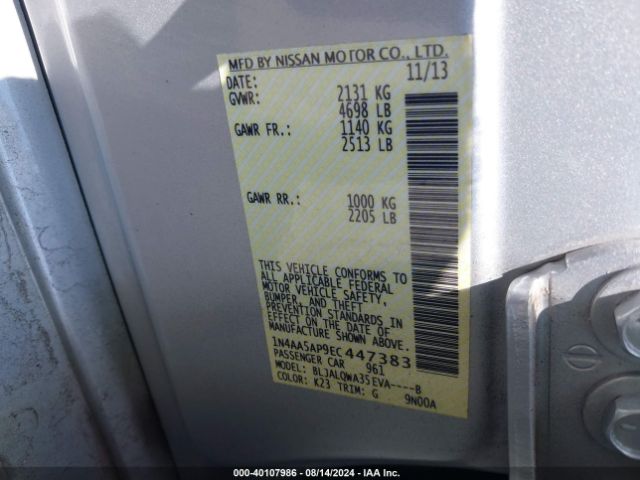 MFD BY NISSAN MOTOR CO., LTD.
DATE: 11/13
GVWR: 2131 KG
4698 LB
GAWR FR.: 1140 KG
2513 LB
GAWR RR.: 1000 KG
2205 LB
THIS VEHICLE CONFORMS TO
ALL APPLICABLE FEDERAL
MOTOR VEHICLE SAFETY,
BUMPER, AND THEFT
PREVENTION STANDARDS IN
EFFECT ON THE DATE OF
MANUFACTURE SHOWN ABOVE.
1N4AA5AP9EC447383
PASSENGER CAR 961
MODEL: BLJALQWA35EVA----B
COLOR: K23 TRIM: G 9N00A
000-40107986 - 08/14/2024 - IAA Inc.